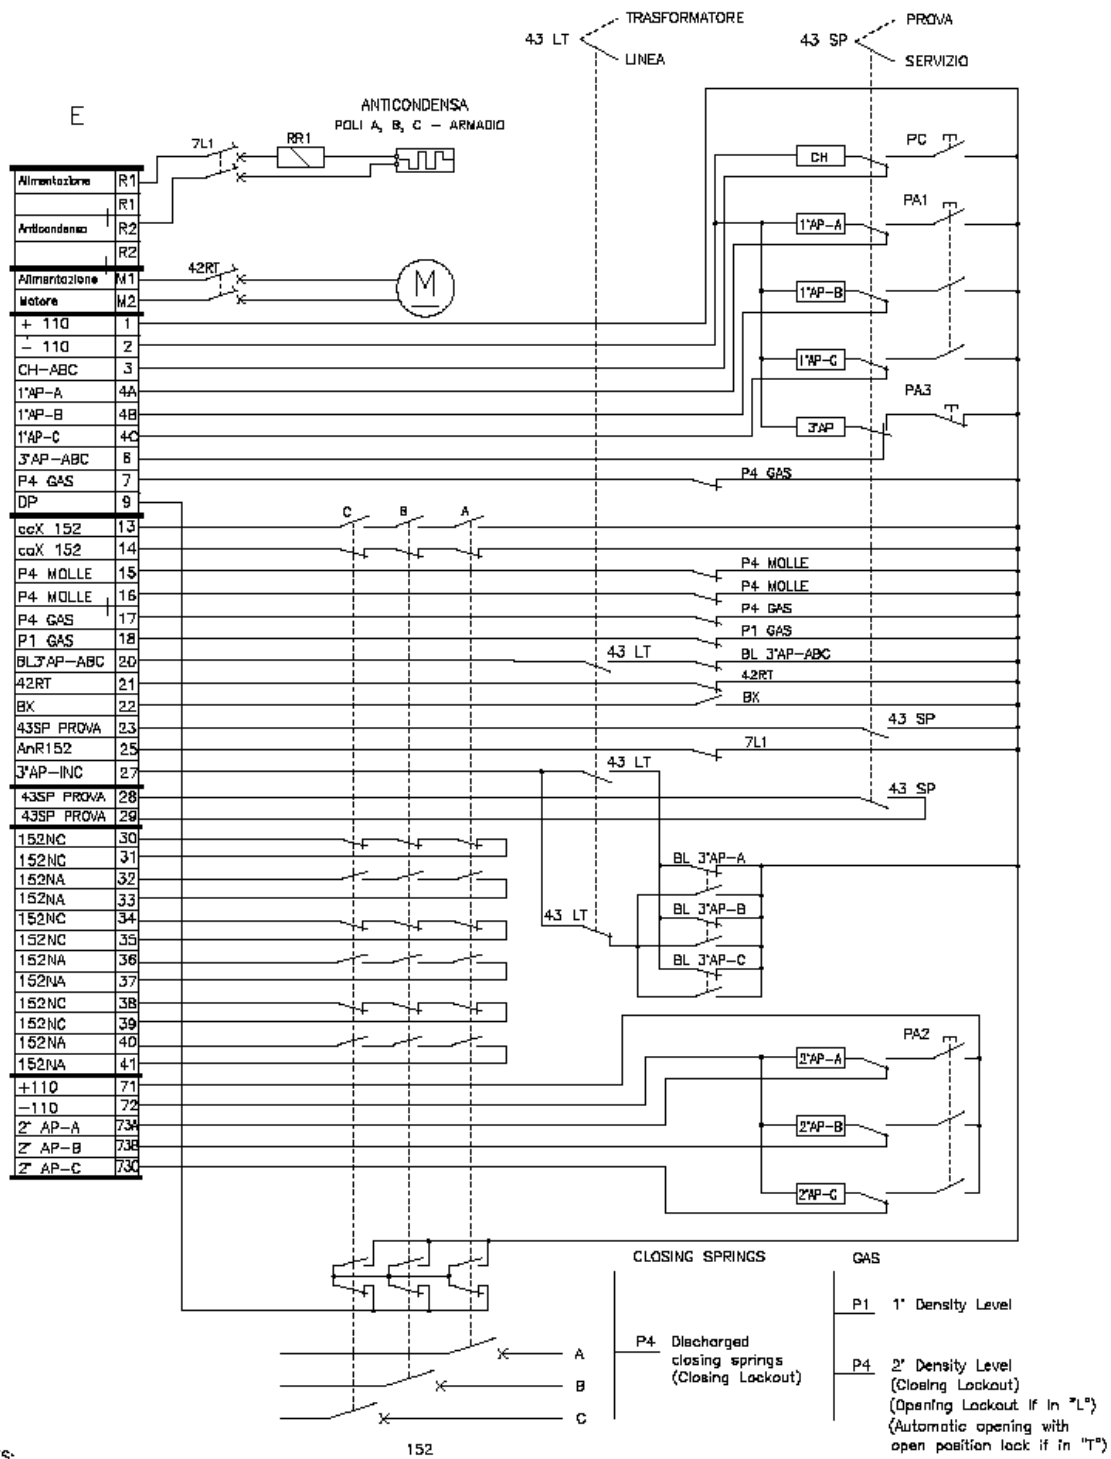 TRASFORMATORE
43 LT
LINEA
PROVA
43 SP
SERVIZIO
E
ANTICONDENSA
POLI A, B, C – ARMADIO
7L1
RR1
PC
CH
Alimentazione R1
R1
Anticondensa R2
R2
PA1
1°AP-A
42RT
Alimentazione M1
Motore M2
M
1°AP-B
+ 110 1
- 110 2
CH-ABC 3
1°AP-C
1°AP-A 4A
PA3
1°AP-B 4B
1°AP-C 4C
3°AP
3°AP-ABC 6
P4 GAS 7
P4 GAS
DP 9
C B A
ccX 152 13
caX 152 14
P4 MOLLE 15
P4 MOLLE
P4 MOLLE 16
P4 MOLLE
P4 GAS 17
P4 GAS
P1 GAS 18
P1 GAS
BL3°AP-ABC 20
43 LT
BL 3°AP-ABC
42RT 21
42RT
BX 22
BX
43SP PROVA 23
43 SP
AnR152 25
7L1
3°AP-INC 27
43 LT
43SP PROVA 28
43 SP
43SP PROVA 29
152NC 30
152NC 31
BL 3°AP-A
152NA 32
152NA 33
152NC 34
43 LT
BL 3°AP-B
152NC 35
152NA 36
BL 3°AP-C
152NA 37
152NC 38
152NC 39
152NA 40
PA2
152NA 41
2°AP-A
+110 71
-110 72
2° AP-A 73A
2°AP-B
2° AP-B 73B
2° AP-C 73C
2°AP-C
CLOSING SPRINGS
GAS
P1 1° Density Level
P4 Discharged
closing springs
(Closing Lockout)
P4 2° Density Level
(Closing Lockout)
(Opening Lockout if in "L")
(Automatic opening with
open position lock if in "T")
A
B
C
152